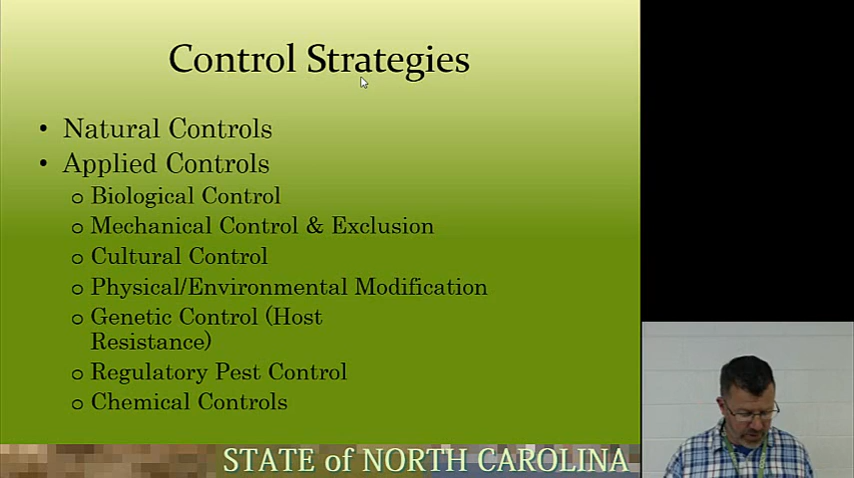 Control Strategies
• Natural Controls
• Applied Controls
o Biological Control
o Mechanical Control & Exclusion
o Cultural Control
o Physical/Environmental Modification
o Genetic Control (Host
Resistance)
o Regulatory Pest Control
o Chemical Controls
STATE of NORTH CAROLINA